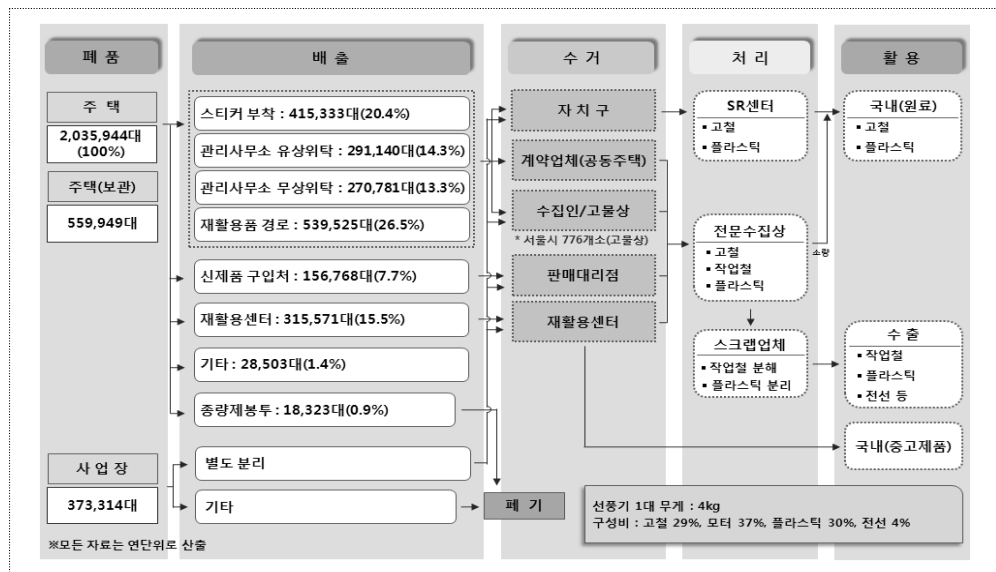 폐 품
배 출
수 거
처 리
활 용
주 택
2,035,944대
(100%)
주택(보관)
559,949대
스티커 부착 : 415,333대(20.4%)
관리사무소 유상위탁 : 291,140대(14.3%)
관리사무소 무상위탁 : 270,781대(13.3%)
재활용품 경로 : 539,525대(26.5%)
신제품 구입처 : 156,768대(7.7%)
재활용센터 : 315,571대(15.5%)
기타 : 28,503대(1.4%)
종량제봉투 : 18,323대(0.9%)
사 업 장
373,314대
별도 분리
기타
자 치 구
계약업체(공동주택)
수집인/고물상
* 서울시 776개소(고물상)
판매대리점
재활용센터
폐 기
SR센터
▪ 고철
▪ 플라스틱
전문수집상
▪ 고철
▪ 작업철
▪ 플라스틱
소량
스크랩업체
▪ 작업철 분해
▪ 플라스틱 분리
국내(원료)
▪ 고철
▪ 플라스틱
수 출
▪ 작업철
▪ 플라스틱
▪ 전선 등
국내(중고제품)
선풍기 1대 무게 : 4kg
구성비 : 고철 29%, 모터 37%, 플라스틱 30%, 전선 4%
※모든 자료는 연단위로 산출